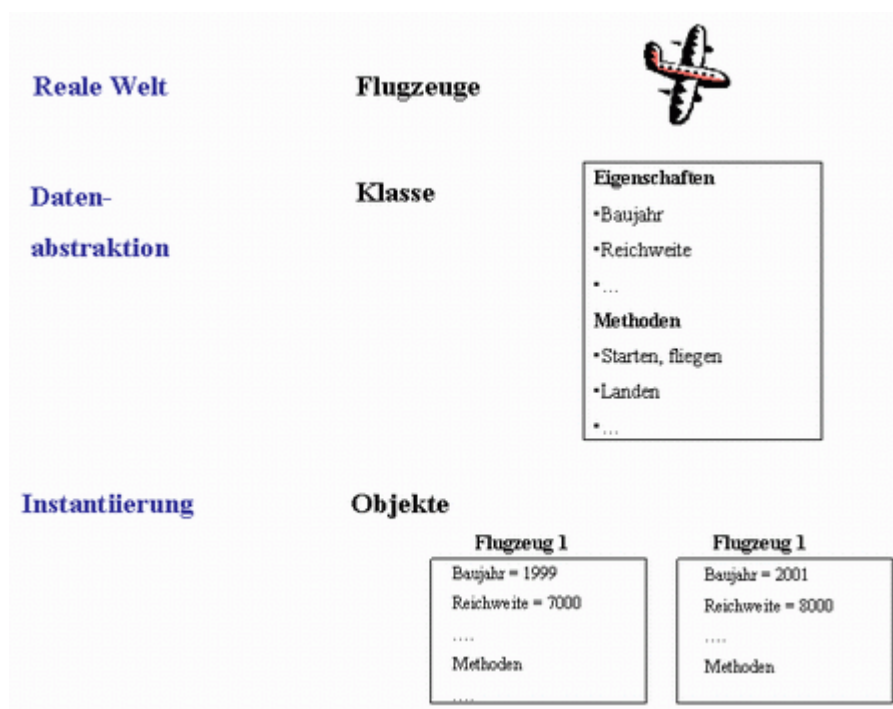 Reale Welt Flugzeuge
Daten- Klasse
abstraktion
Eigenschaften
•Baujahr
•Reichweite
•...
Methoden
•Starten, fliegen
•Landen
•...
Instantiierung Objekte
Flugzeug 1
Baujahr = 1999
Reichweite = 7000
....
Methoden
....
Flugzeug 1
Baujahr = 2001
Reichweite = 8000
....
Methoden